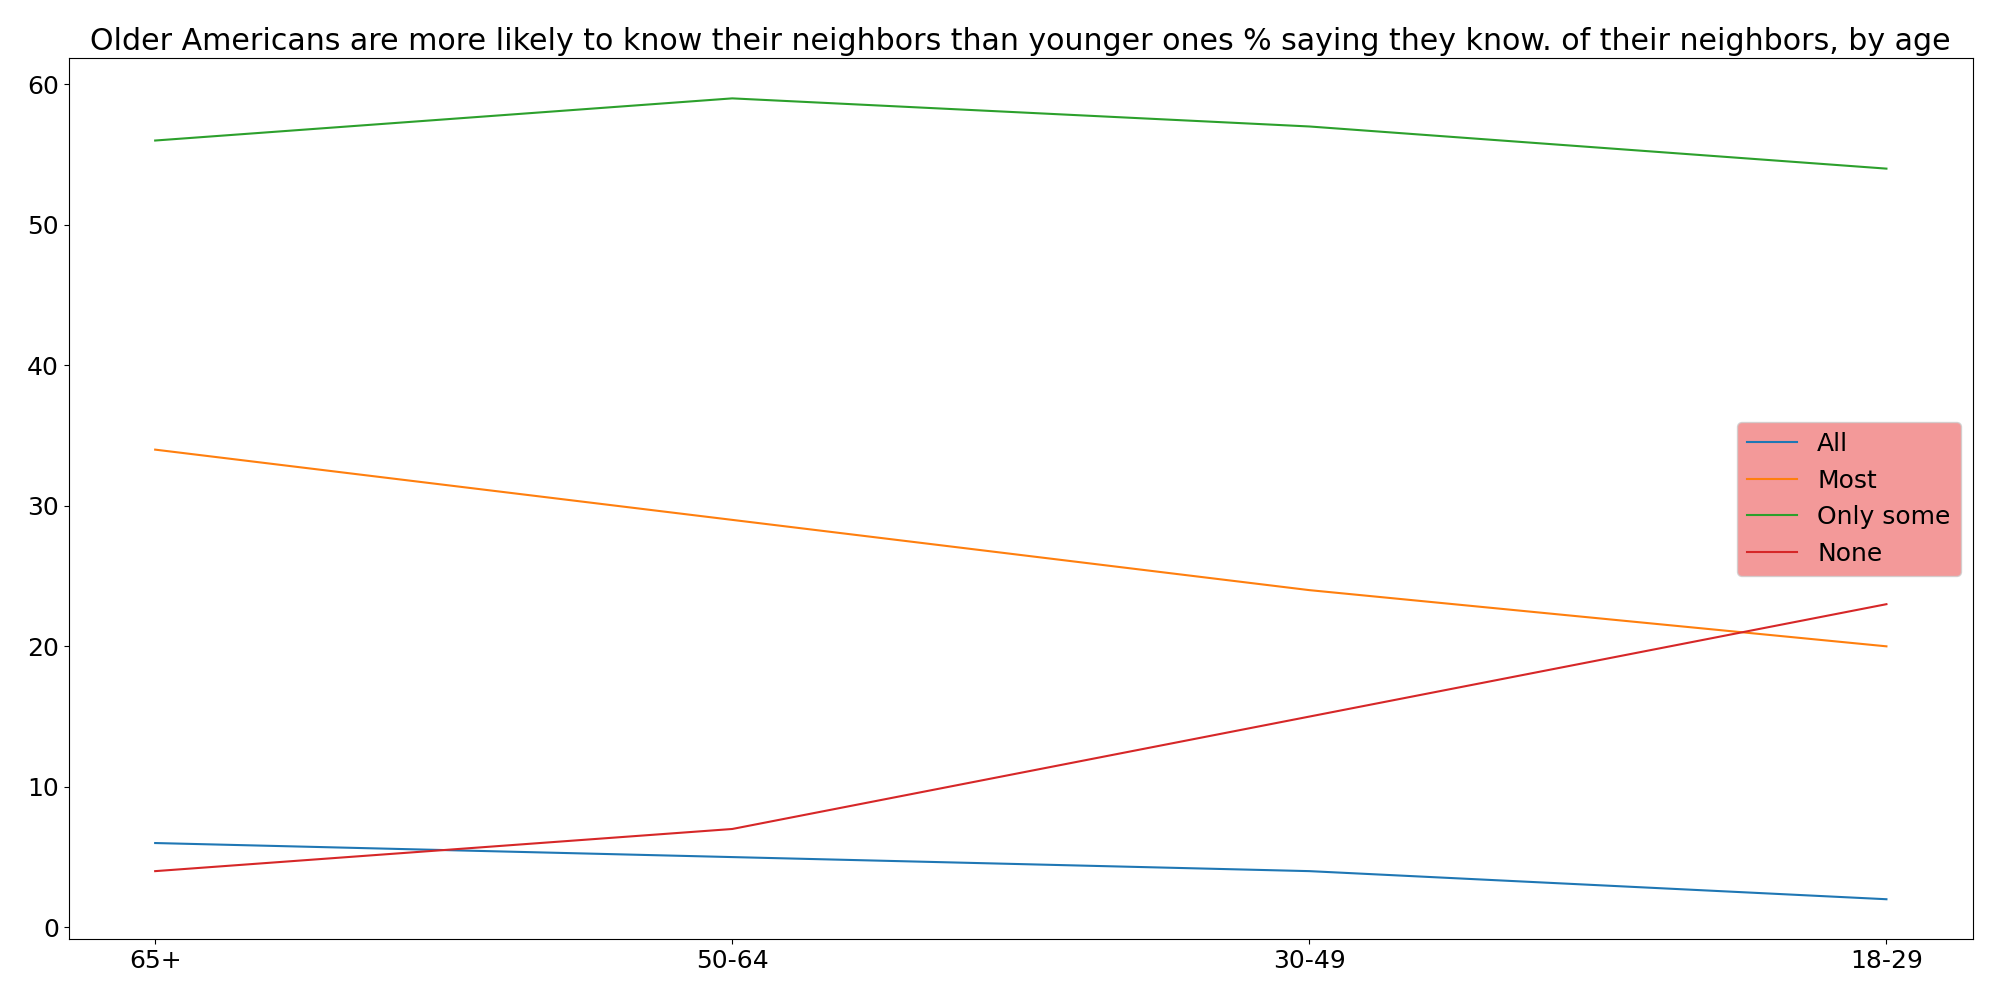 Older Americans are more likely to know their neighbors than younger ones % saying they know. of their neighbors, by age
60
50
40
30
20
10
0
All
Most
Only some
None
65+ 50-64 30-49 18-29